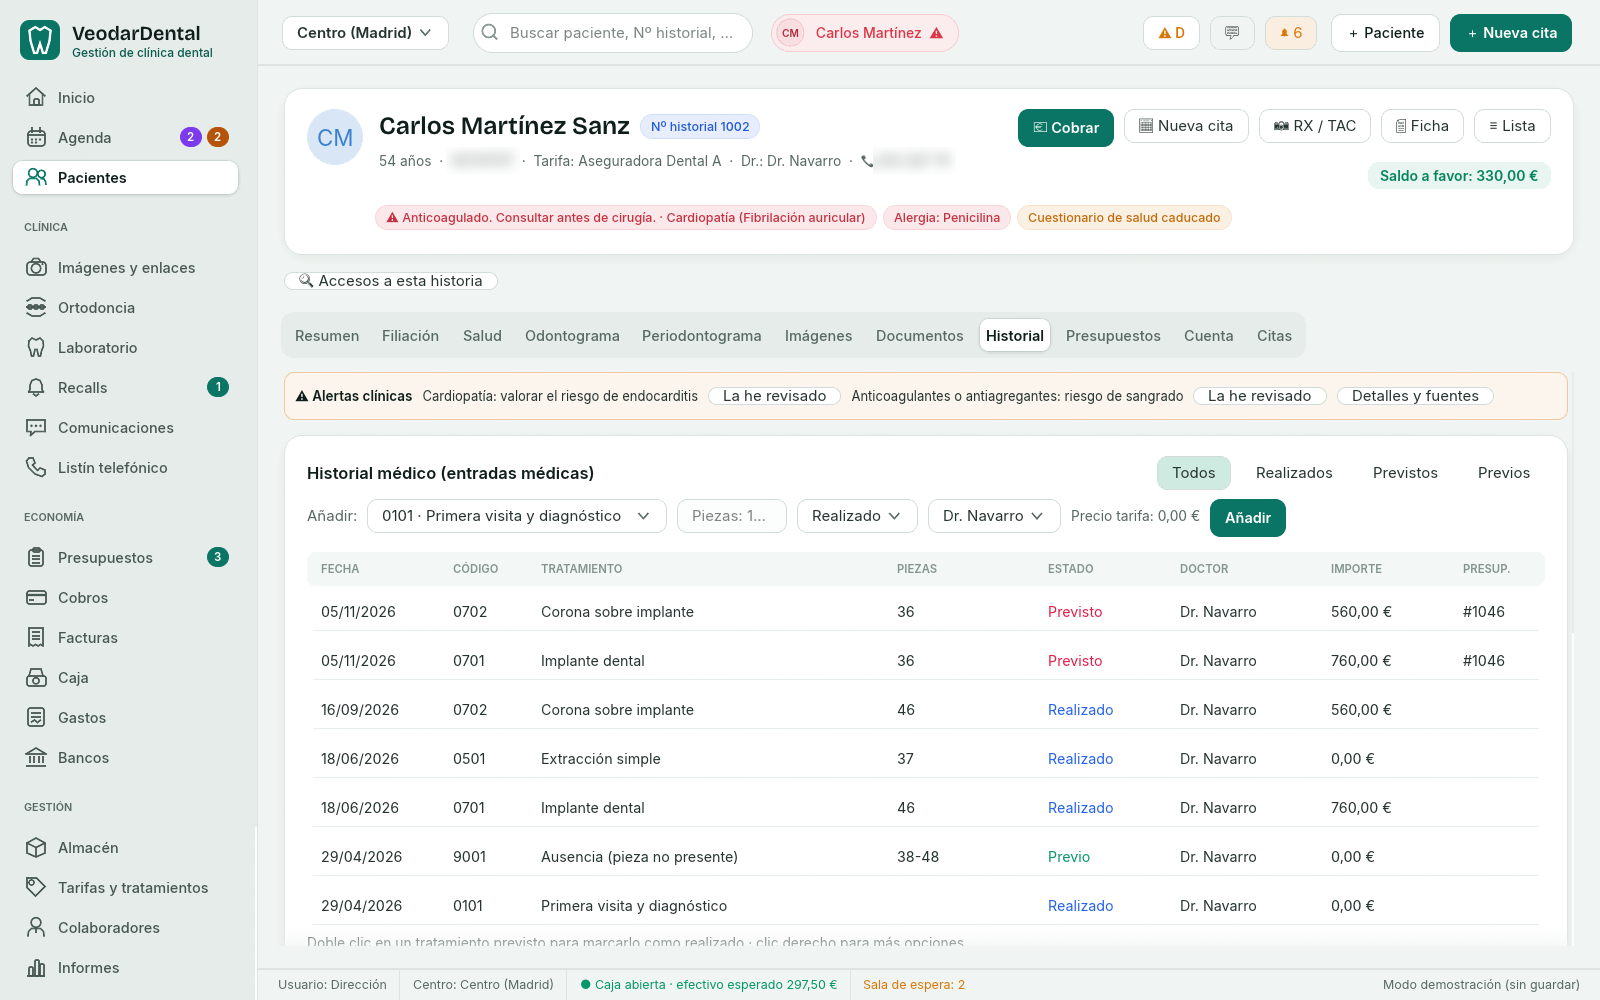 VeodarDental
Gestión de clínica dental
Centro (Madrid)
Buscar paciente, Nº historial, ...
CM Carlos Martínez
D
6
+ Paciente
+ Nueva cita
Inicio
Agenda 2 2
Pacientes
CLÍNICA
Imágenes y enlaces
Ortodoncia
Laboratorio
Recalls 1
Comunicaciones
Listín telefónico
ECONOMÍA
Presupuestos 3
Cobros
Facturas
Caja
Gastos
Bancos
GESTIÓN
Almacén
Tarifas y tratamientos
Colaboradores
Informes
CM
Carlos Martínez Sanz
Nº historial 1002
Cobrar
Nueva cita
RX / TAC
Ficha
Lista
54 años · · Tarifa: Aseguradora Dental A · Dr.: Dr. Navarro ·
Saldo a favor: 330,00 €
Anticoagulado. Consultar antes de cirugía. · Cardiopatía (Fibrilación auricular)
Alergia: Penicilina
Cuestionario de salud caducado
Accesos a esta historia
Resumen Filiación Salud Odontograma Periodontograma Imágenes Documentos Historial Presupuestos Cuenta Citas
Alertas clínicas Cardiopatía: valorar el riesgo de endocarditis La he revisado Anticoagulantes o antiagregantes: riesgo de sangrado La he revisado Detalles y fuentes
Historial médico (entradas médicas)
Todos Realizados Previstos Previos
Añadir: 0101 · Primera visita y diagnóstico Piezas: 1... Realizado Dr. Navarro Precio tarifa: 0,00 € Añadir
FECHA CÓDIGO TRATAMIENTO PIEZAS ESTADO DOCTOR IMPORTE PRESUP.
05/11/2026 0702 Corona sobre implante 36 Previsto Dr. Navarro 560,00 € #1046
05/11/2026 0701 Implante dental 36 Previsto Dr. Navarro 760,00 € #1046
16/09/2026 0702 Corona sobre implante 46 Realizado Dr. Navarro 560,00 €
18/06/2026 0501 Extracción simple 37 Realizado Dr. Navarro 0,00 €
18/06/2026 0701 Implante dental 46 Realizado Dr. Navarro 760,00 €
29/04/2026 9001 Ausencia (pieza no presente) 38-48 Previo Dr. Navarro 0,00 €
29/04/2026 0101 Primera visita y diagnóstico Realizado Dr. Navarro 0,00 €
Doble clic en un tratamiento previsto para marcarlo como realizado · clic derecho para más opciones
Usuario: Dirección
Centro: Centro (Madrid)
Caja abierta · efectivo esperado 297,50 €
Sala de espera: 2
Modo demostración (sin guardar)